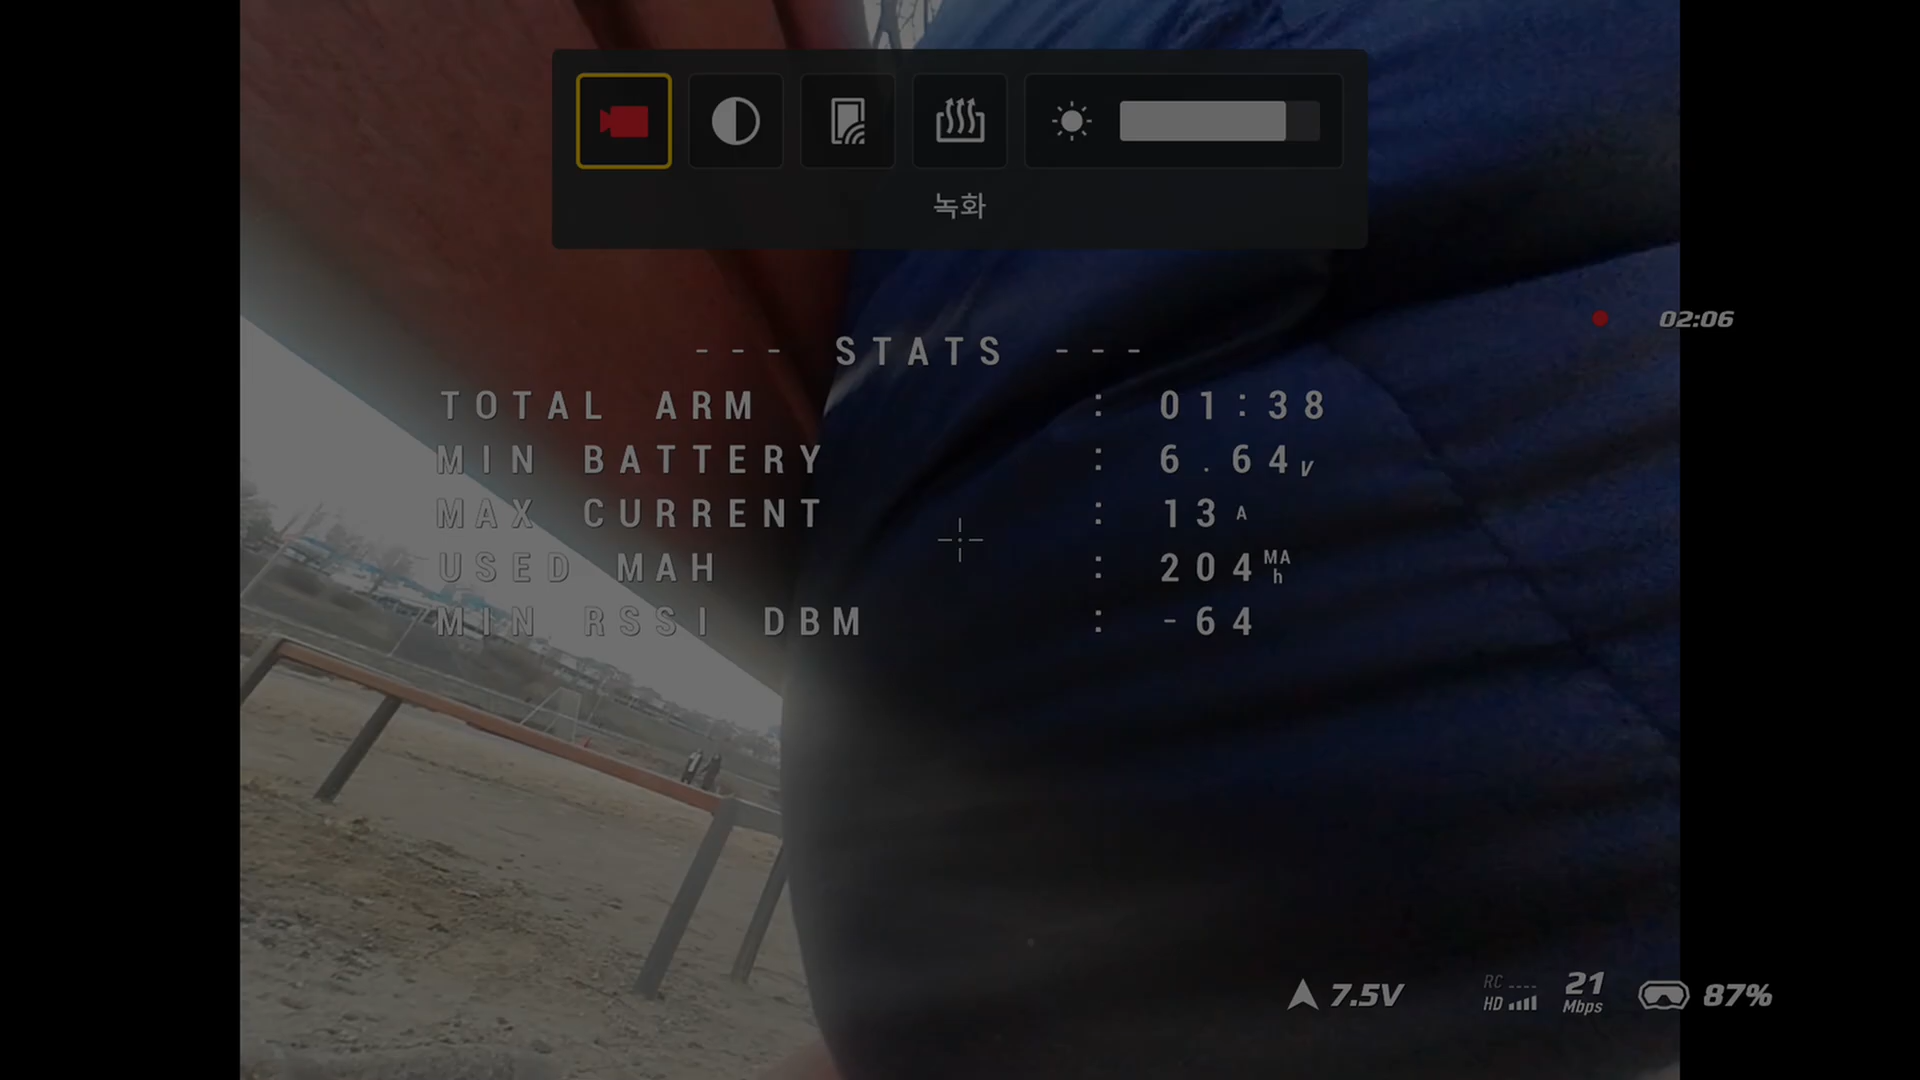 녹화
02:06
--- STATS ---
TOTAL ARM : 01:38
MIN BATTERY : 6.64V
MAX CURRENT : 13A
USED MAH : 204MAh
MIN RSSI DBM : -64
7.5V RC ---- HD 21 Mbps 87%